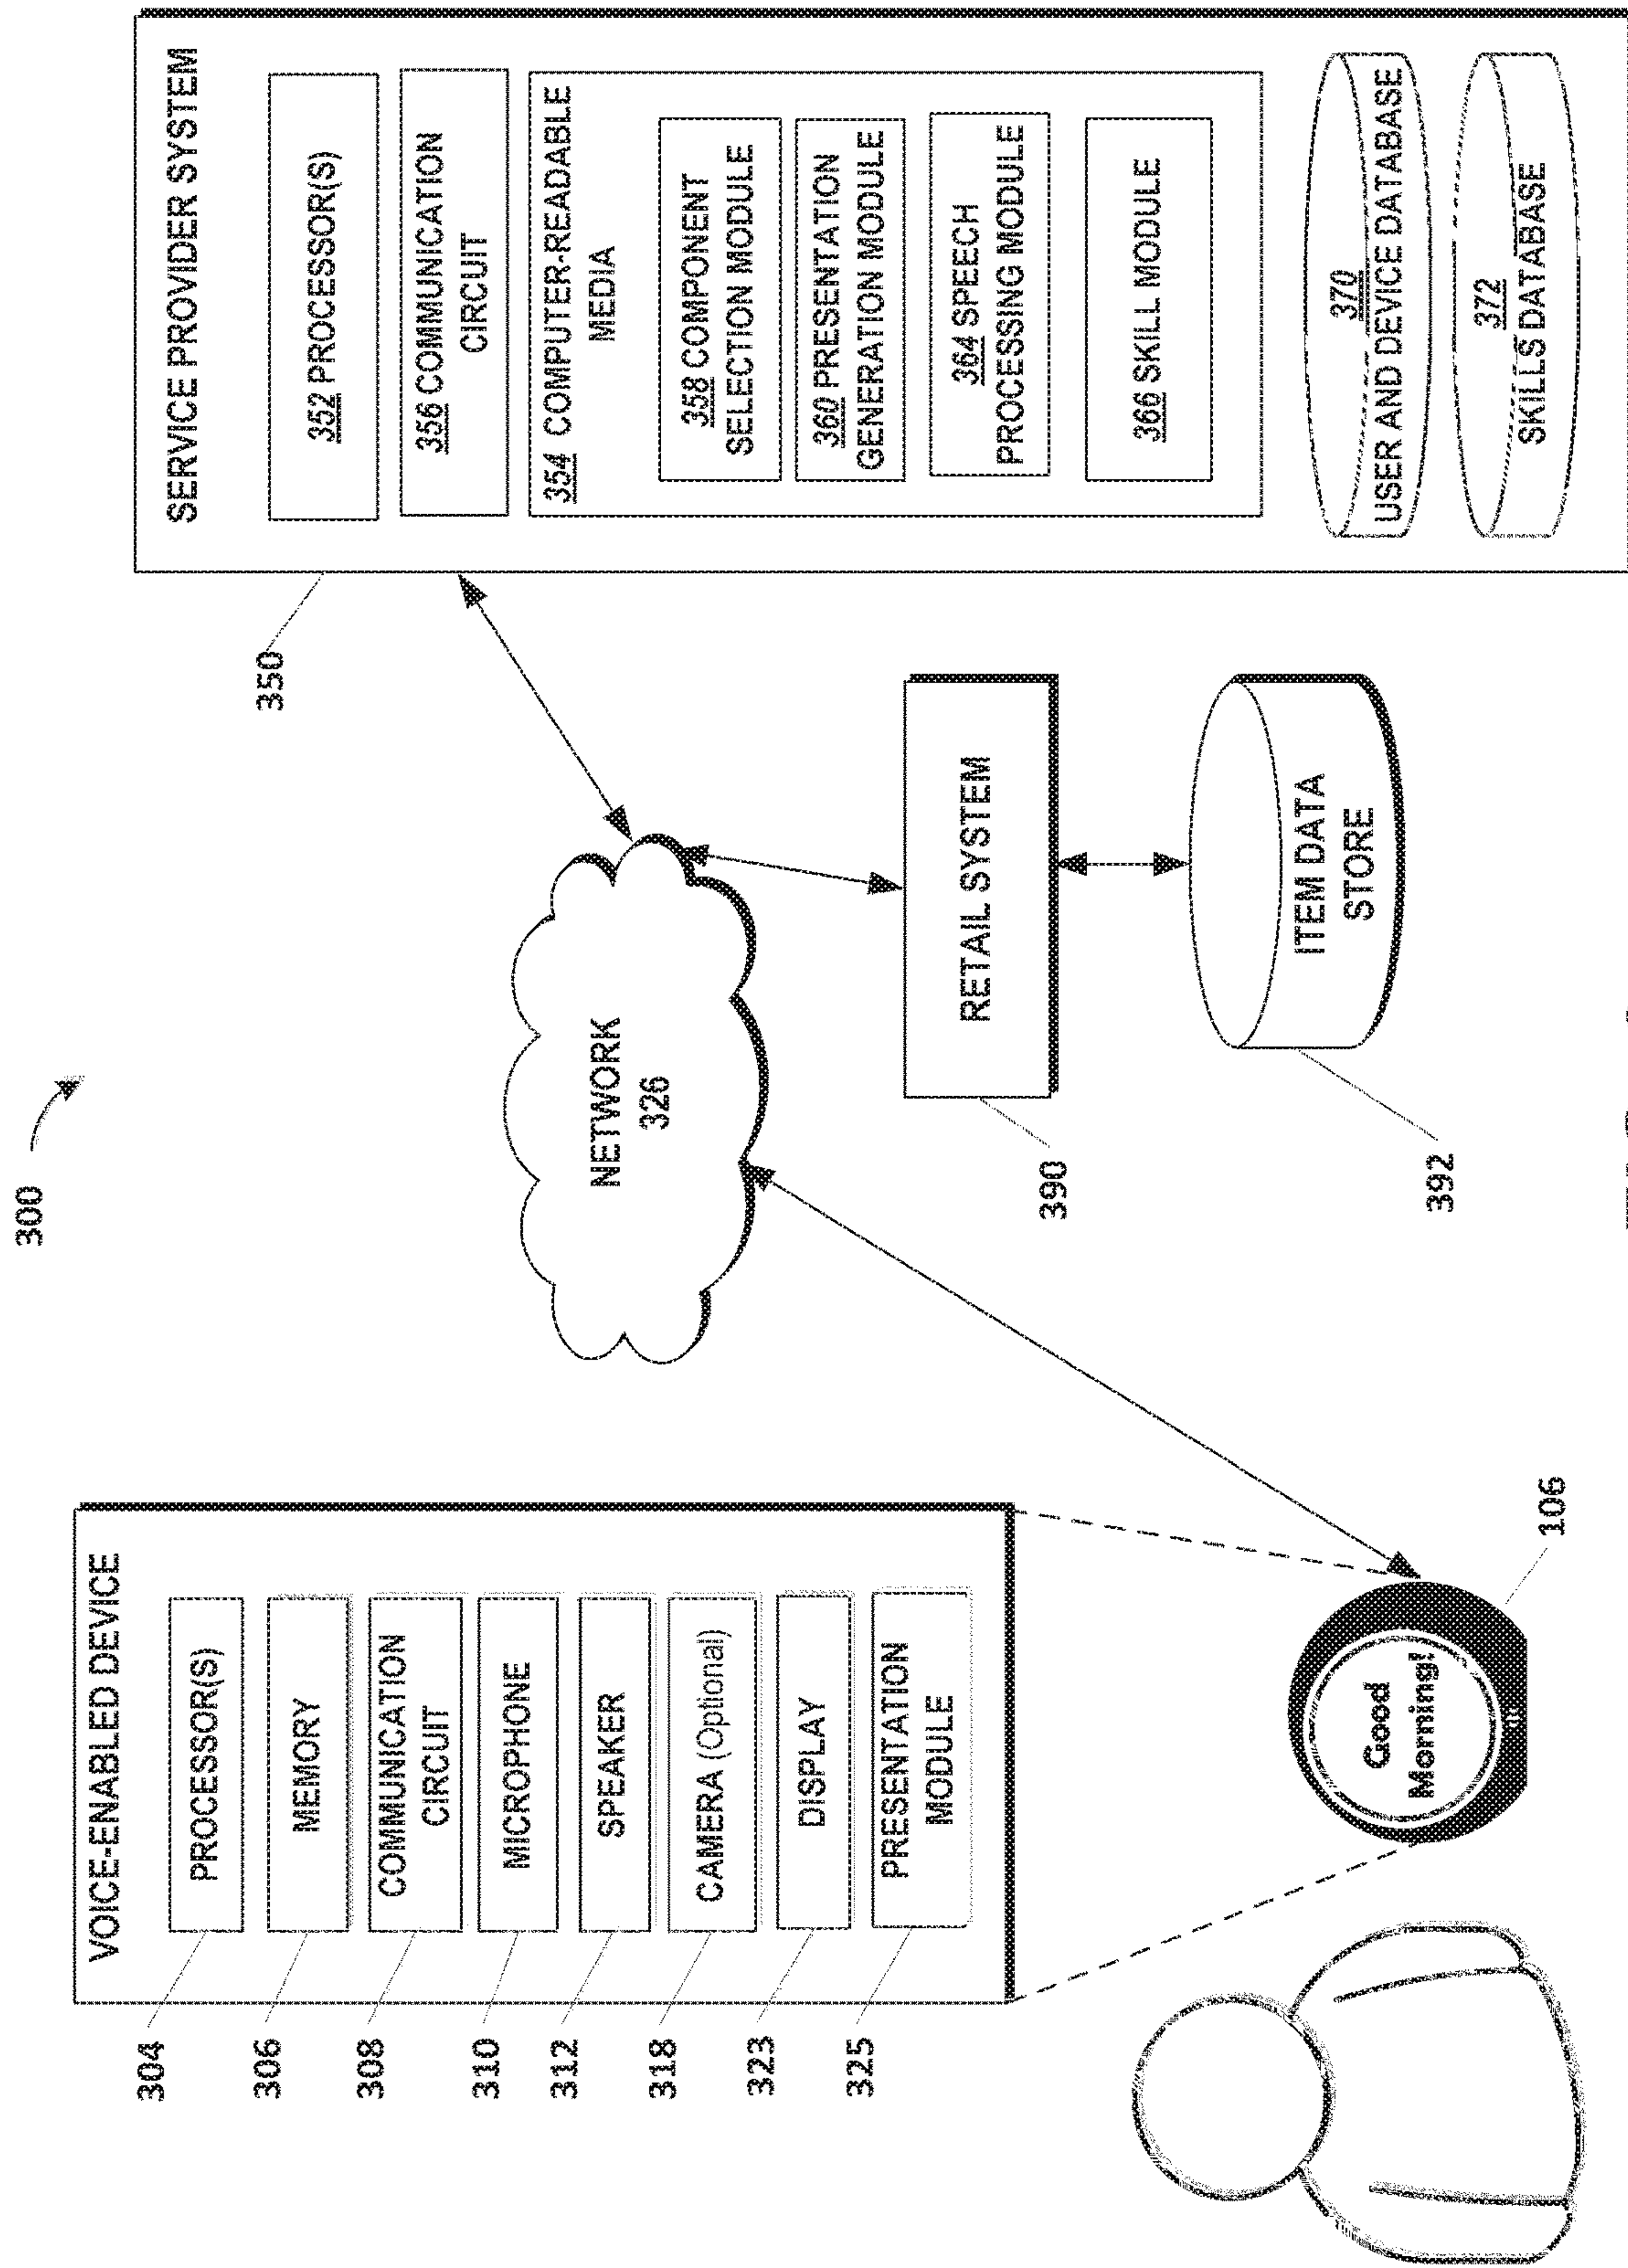 300
VOICE-ENABLED DEVICE
304
PROCESSOR(S)
306
MEMORY
308
COMMUNICATION
CIRCUIT
310
MICROPHONE
312
SPEAKER
318
CAMERA (Optional)
323
DISPLAY
325
PRESENTATION
MODULE
Good
Morning!
106
NETWORK
326
390
RETAIL SYSTEM
392
ITEM DATA
STORE
350
SERVICE PROVIDER SYSTEM
352 PROCESSOR(S)
356 COMMUNICATION
CIRCUIT
354 COMPUTER-READABLE
MEDIA
358 COMPONENT
SELECTION MODULE
360 PRESENTATION
GENERATION MODULE
364 SPEECH
PROCESSING MODULE
366 SKILL MODULE
370
USER AND DEVICE DATABASE
372
SKILLS DATABASE